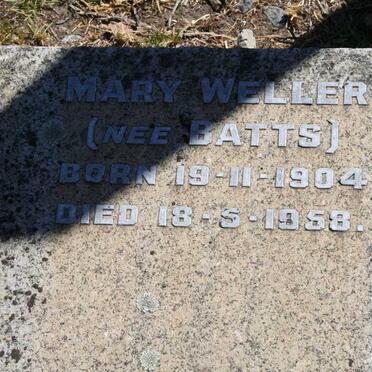 MARY WELLER
(NEE BATTS)
BORN 19-11-1904
DIED 18-5-1958.